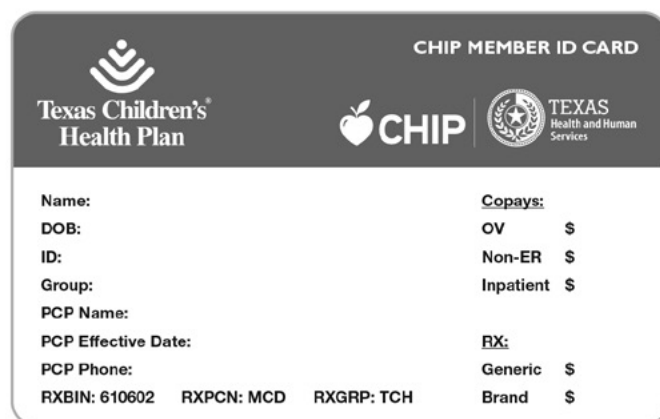 CHIP MEMBER ID CARD
Texas Children's®
Health Plan
CHIP
TEXAS
Health and Human
Services
Name:
DOB:
ID:
Group:
PCP Name:
PCP Effective Date:
PCP Phone:
RXBIN: 610602 RXPCN: MCD RXGRP: TCH
Copays:
OV $
Non-ER $
Inpatient $
RX:
Generic $
Brand $